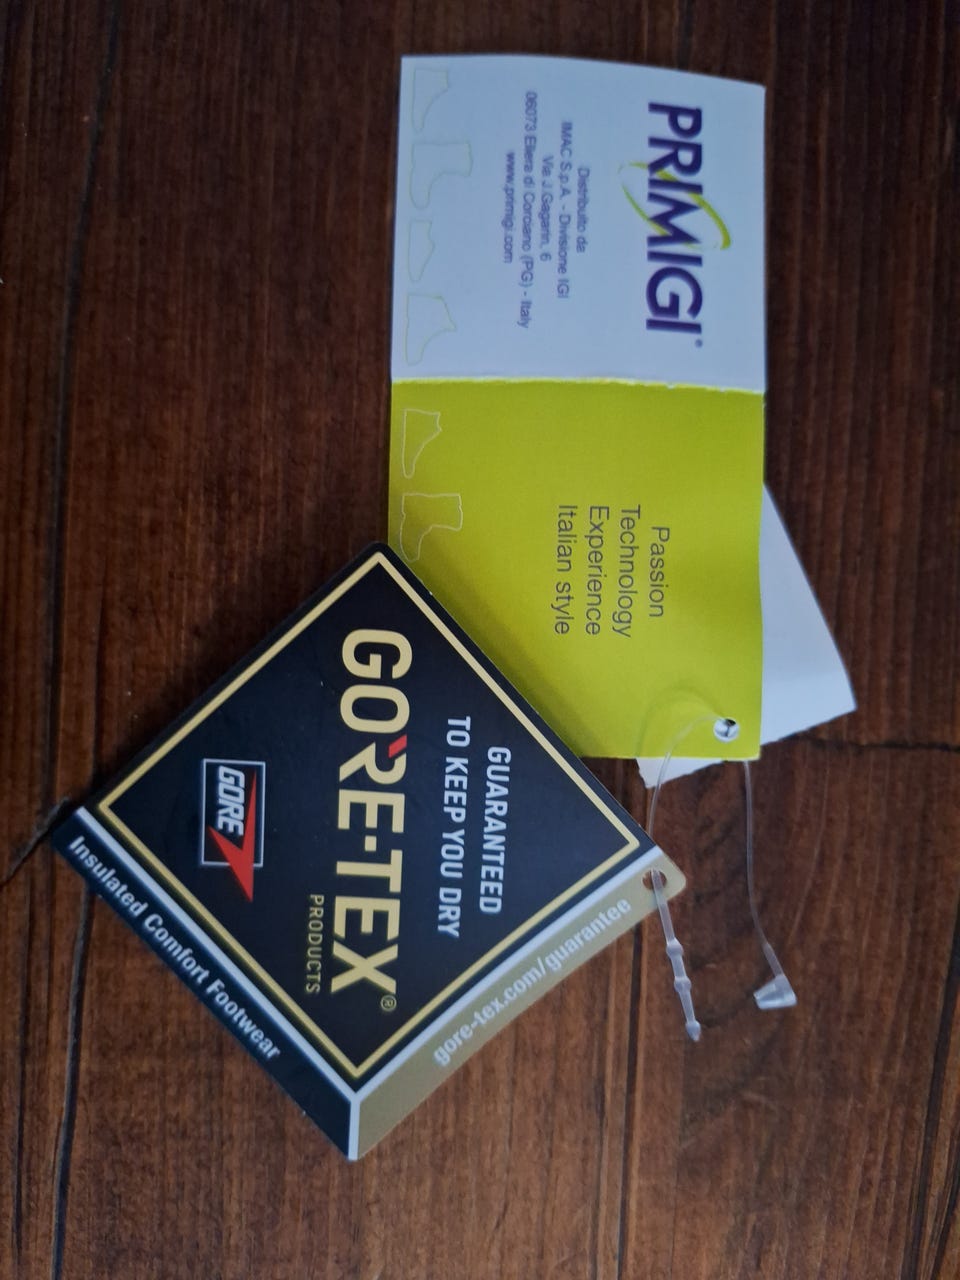 PRIMIGI®
Distribuito da
IMAC S.p.A. - Divisione IGI
Via J.Gagarin, 6
06073 Ellera di Corciano (PG) - Italy
www.primigi.com
Passion
Technology
Experience
Italian style
GUARANTEED
TO KEEP YOU DRY
GORE-TEX®
PRODUCTS
GORE
gore-tex.com/guarantee
Insulated Comfort Footwear